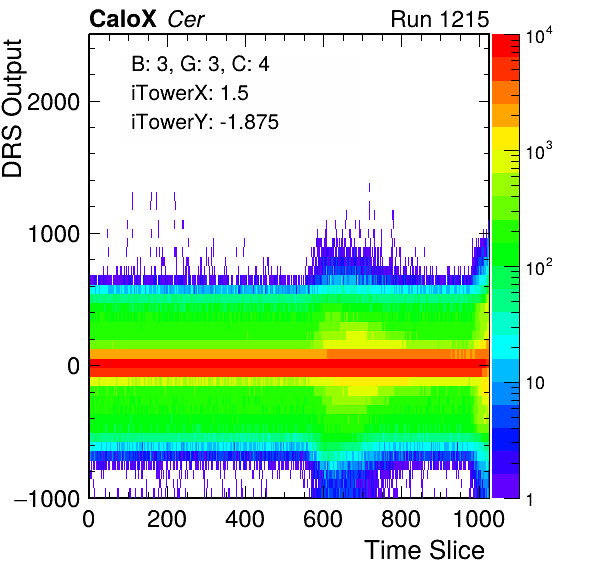 CaloX Cer Run 1215
B: 3, G: 3, C: 4
iTowerX: 1.5
iTowerY: -1.875
DRS Output
2000
1000
0
−1000
0 200 400 600 800 1000
Time Slice
10^4
10^3
10^2
10
1